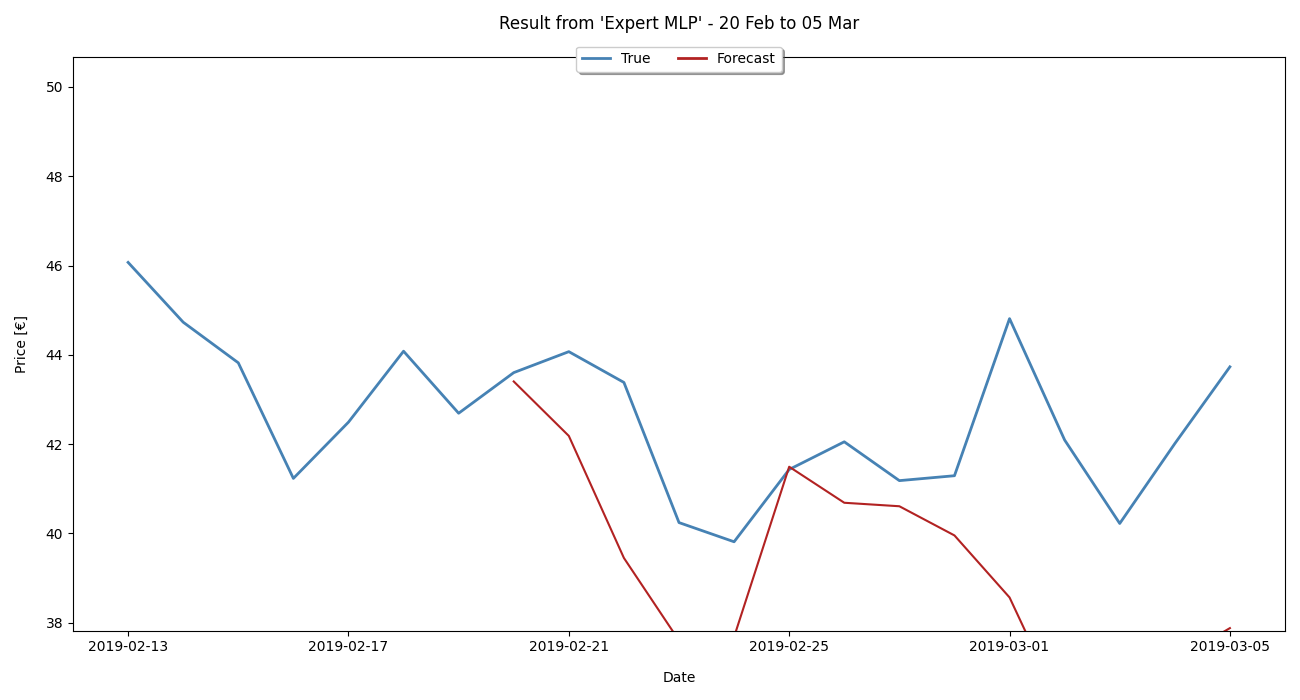 Result from 'Expert MLP' - 20 Feb to 05 Mar
True Forecast
50
48
46
44
42
40
38
Price [€]
2019-02-13 2019-02-17 2019-02-21 2019-02-25 2019-03-01 2019-03-05
Date